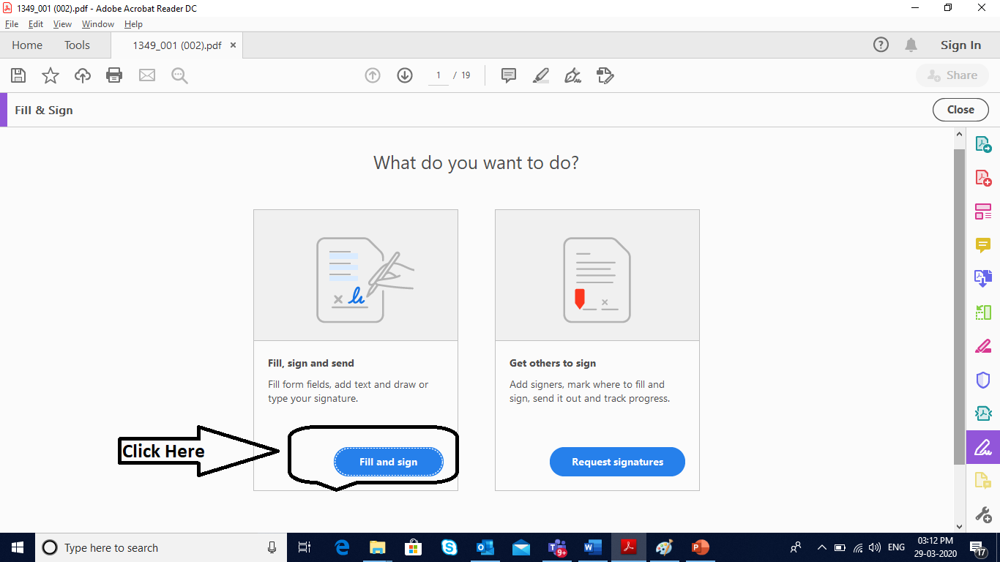 1349_001 (002).pdf - Adobe Acrobat Reader DC
File Edit View Window Help
Home Tools 1349_001 (002).pdf × ? Sign In
1 / 19 Share
Fill & Sign Close
What do you want to do?
Fill, sign and send
Fill form fields, add text and draw or
type your signature.
Click Here
Fill and sign
Get others to sign
Add signers, mark where to fill and
sign, send it out and track progress.
Request signatures
Type here to search
9+
ENG
03:12 PM
29-03-2020
17